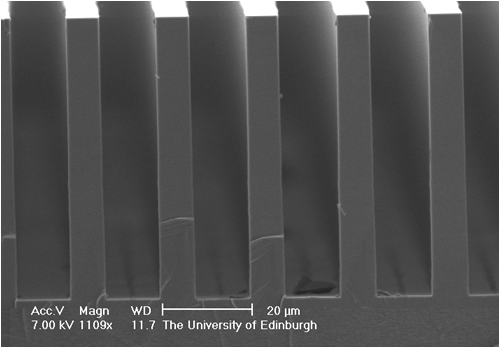 Acc.V Magn WD 20 µm
7.00 kV 1109x 11.7 The University of Edinburgh